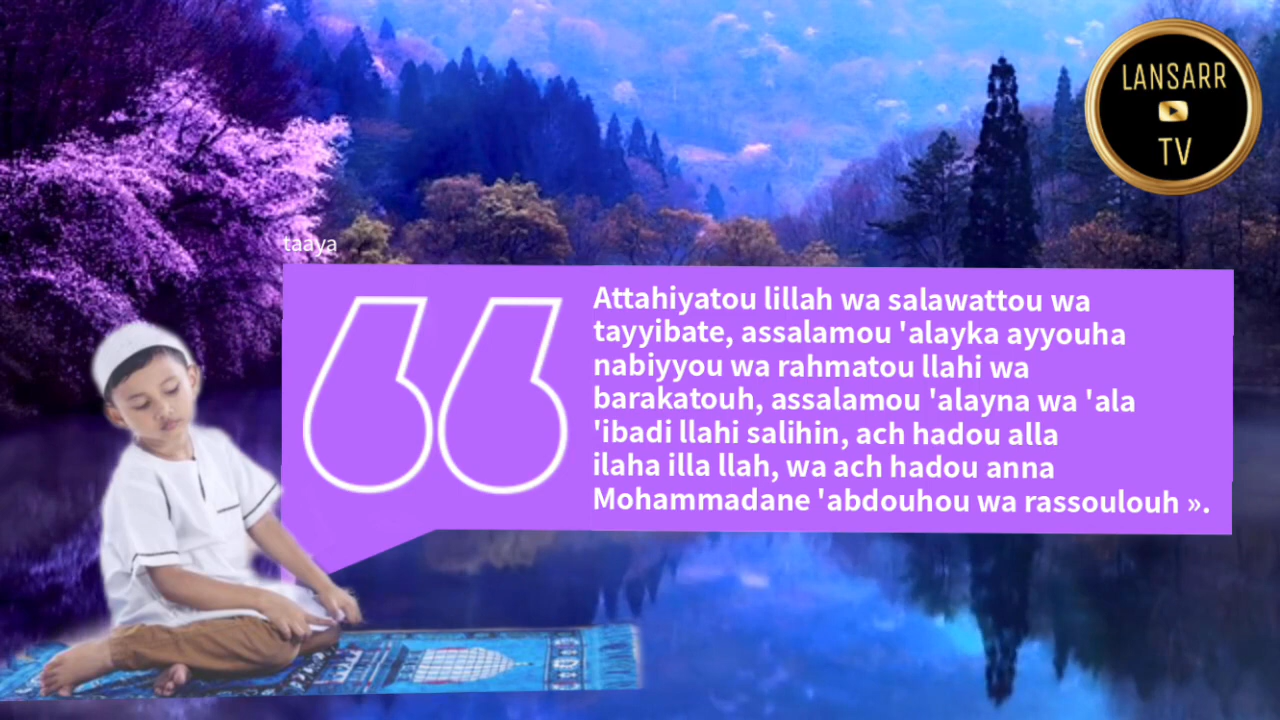 LANSARR
TV
taaya
Attahiyatou lillah wa salawattou wa
tayyibate, assalamou 'alayka ayyouha
nabiyyou wa rahmatou llahi wa
barakatouh, assalamou 'alayna wa 'ala
'ibadi llahi salihin, ach hadou alla
ilaha illa llah, wa ach hadou anna
Mohammadane 'abdouhou wa rassoulouh ».